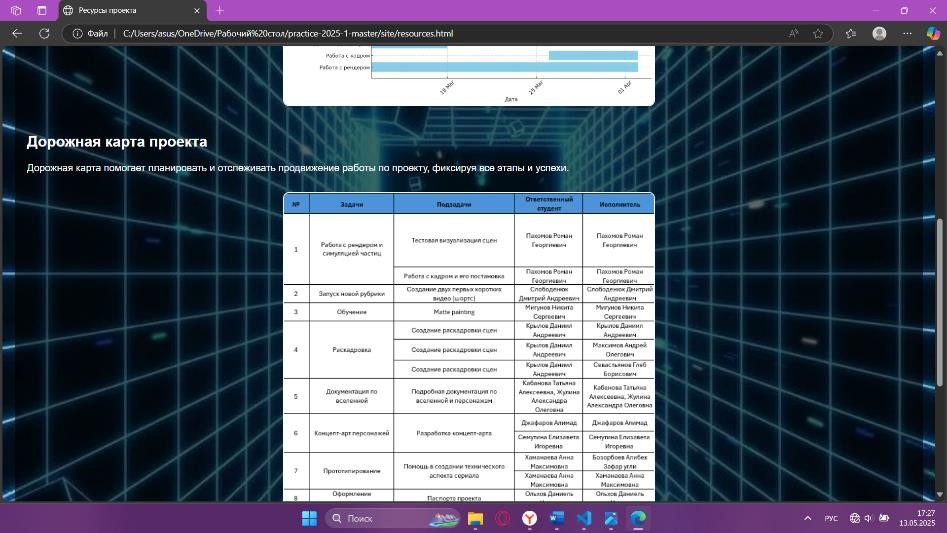 Ресурсы проекта
Файл
C:/Users/asus/OneDrive/Рабочий%20стол/practice-2025-1-master/site/resources.html
Работа с кадром
Работа с рендером
01 Apr
Дата
Дорожная карта проекта
Дорожная карта помогает планировать и отслеживать продвижение работы по проекту, фиксируя все этапы и успехи.
№ Задачи Подзадачи Ответственный студент Исполнитель
1 Работа с рендером и симуляцией частиц Тестовая визуализация сцен Пахомов Роман Георгиевич Пахомов Роман Георгиевич
Работа с кадром и его постановка Пахомов Роман Георгиевич Пахомов Роман Георгиевич
2 Запуск новой рубрики Создание двух первых коротких видео (шортс) Слободенюк Дмитрий Андреевич Слободенюк Дмитрий Андреевич
3 Обучение Matte painting Мигунов Никита Сергеевич Мигунов Никита Сергеевич
4 Раскадровка Создание раскадровки сцен Крылов Даниил Андреевич Крылов Даниил Андреевич
Создание раскадровки сцен Крылов Даниил Андреевич Максимов Андрей Олегович
Создание раскадровки сцен Крылов Даниил Андреевич Севастьянов Глеб Борисович
5 Документация по вселенной Подробная документация по вселенной и персонажам Кабанова Татьяна Алексеевна, Жулина Александра Олеговна Кабанова Татьяна Алексеевна, Жулина Александра Олеговна
6 Концепт-арт персонажей Разработка концепт-арта Джафаров Алимад Джафаров Алимад
Семутина Елизавета Игоревна Семутина Елизавета Игоревна
7 Прототипирование Помощь в создании технического аспекта сериала Хаманаева Анна Максимовна Бозорбоев Алибек Зафар угли
Хаманаева Анна Максимовна Хаманаева Анна Максимовна
8 Оформление Паспорта проекта Ольхов Даниель Ольхов Даниель
Поиск
РУС
17:27
13.05.2025